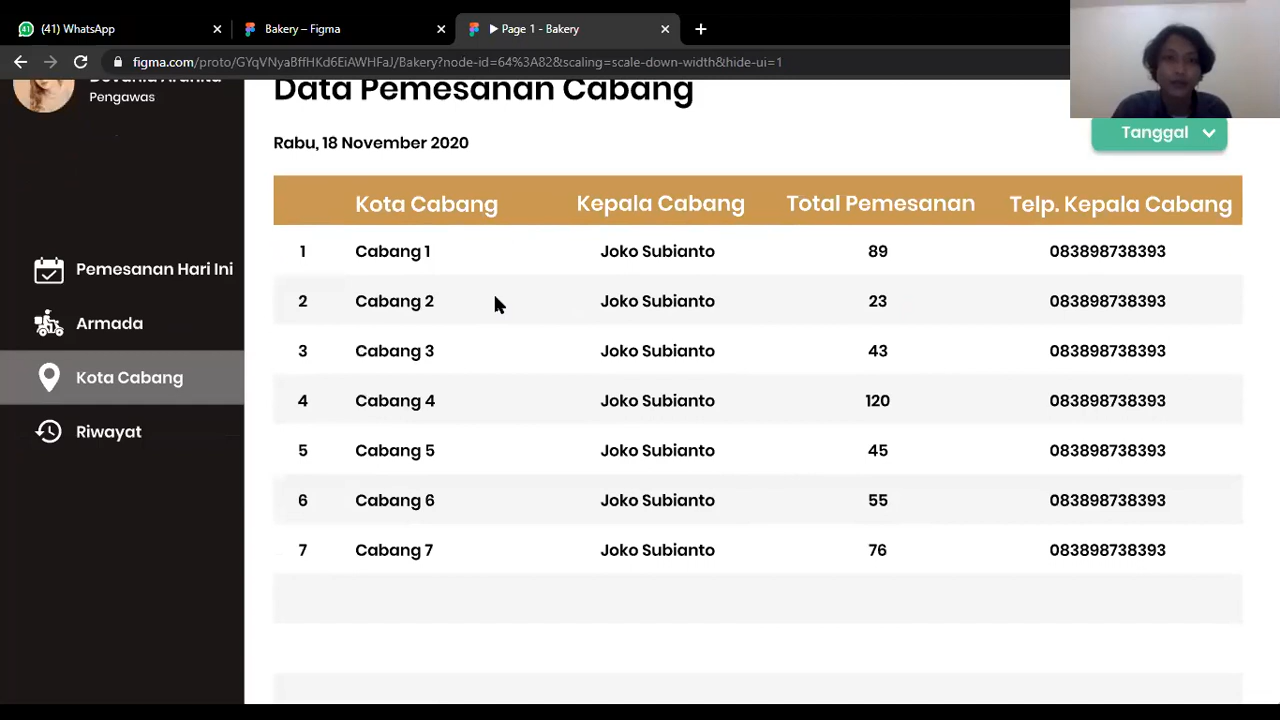 (41) WhatsApp
Bakery – Figma
Page 1 - Bakery
figma.com/proto/GYqVNyaBffHKd6EiAWHFaJ/Bakery?node-id=64%3A82&scaling=scale-down-width&hide-ui=1
Pengawas
Data Pemesanan Cabang
Rabu, 18 November 2020
Tanggal
Pemesanan Hari Ini
Armada
Kota Cabang
Riwayat
Kota Cabang Kepala Cabang Total Pemesanan Telp. Kepala Cabang
1 Cabang 1 Joko Subianto 89 083898738393
2 Cabang 2 Joko Subianto 23 083898738393
3 Cabang 3 Joko Subianto 43 083898738393
4 Cabang 4 Joko Subianto 120 083898738393
5 Cabang 5 Joko Subianto 45 083898738393
6 Cabang 6 Joko Subianto 55 083898738393
7 Cabang 7 Joko Subianto 76 083898738393